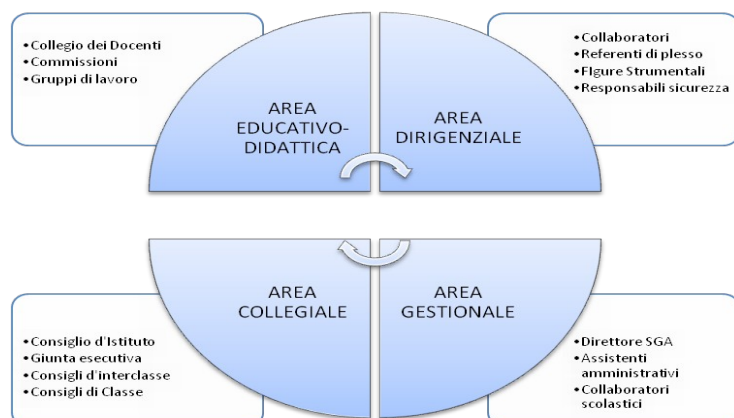 •Collegio dei Docenti
•Commissioni
•Gruppi di lavoro
AREA
EDUCATIVO-
DIDATTICA
AREA
DIRIGENZIALE
•Collaboratori
•Referenti di plesso
•FIgure Strumentali
•Responsabili sicurezza
•Consiglio d'Istituto
•Giunta esecutiva
•Consigli d'interclasse
•Consigli di Classe
AREA
COLLEGIALE
AREA
GESTIONALE
•Direttore SGA
•Assistenti
amministrativi
•Collaboratori
scolastici